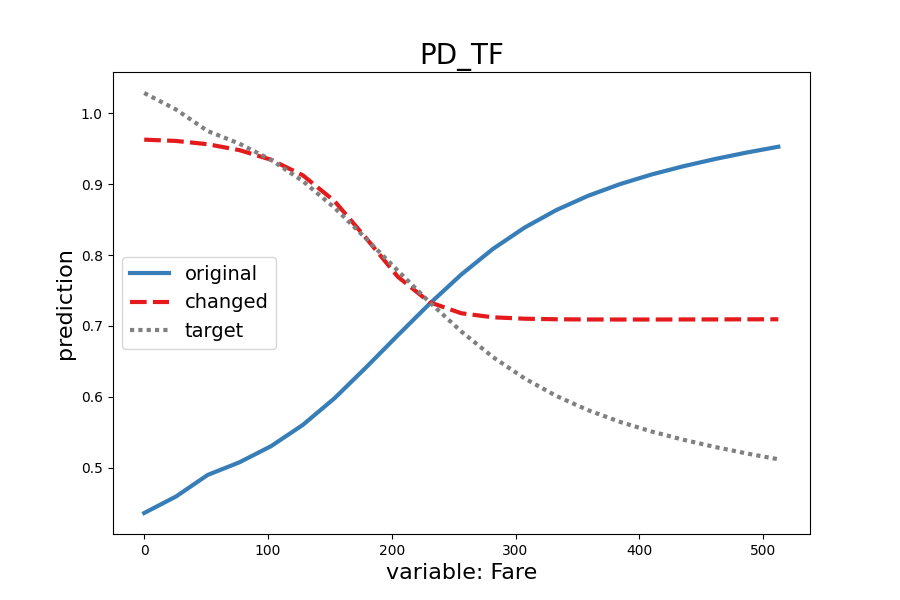 PD_TF
1.0
0.9
0.8
0.7
0.6
0.5
prediction
original
changed
target
0 100 200 300 400 500
variable: Fare